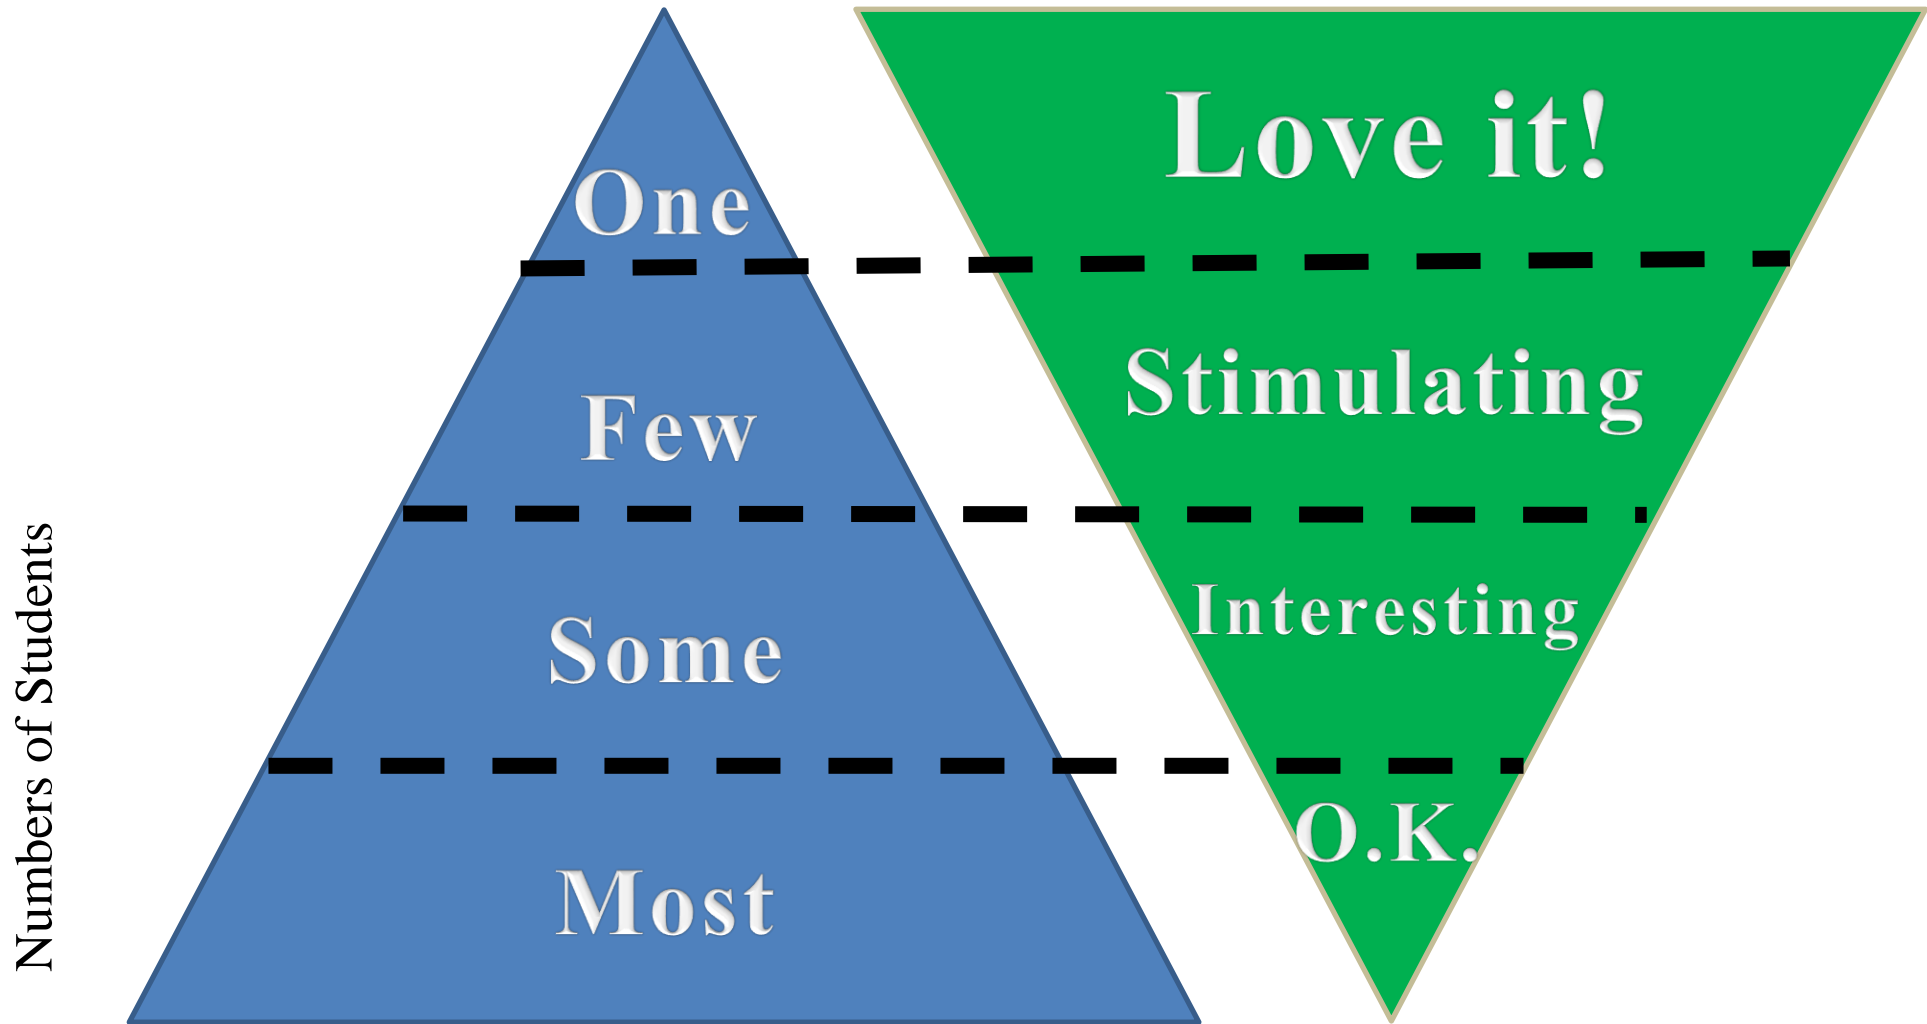 Numbers of Students
One
Few
Some
Most
Love it!
Stimulating
Interesting
O.K.